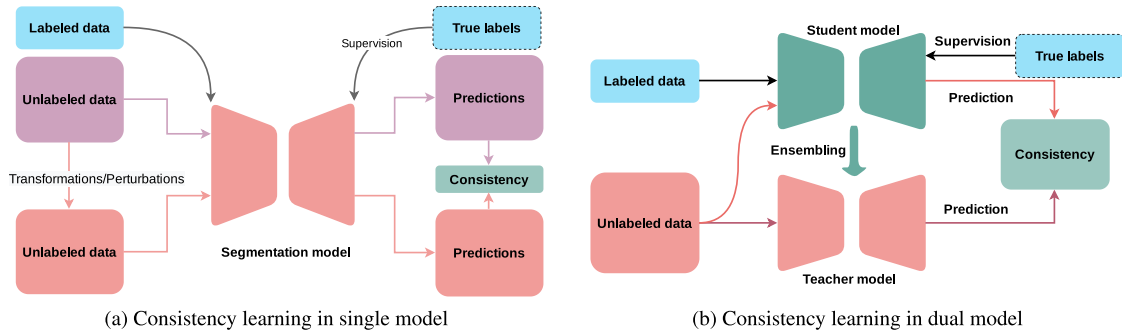 Labeled data
Supervision
True labels
Unlabeled data
Predictions
Transformations/Perturbations
Consistency
Unlabeled data
Segmentation model
Predictions
(a) Consistency learning in single model
Student model
Supervision
True labels
Labeled data
Prediction
Ensembling
Consistency
Unlabeled data
Prediction
Teacher model
(b) Consistency learning in dual model